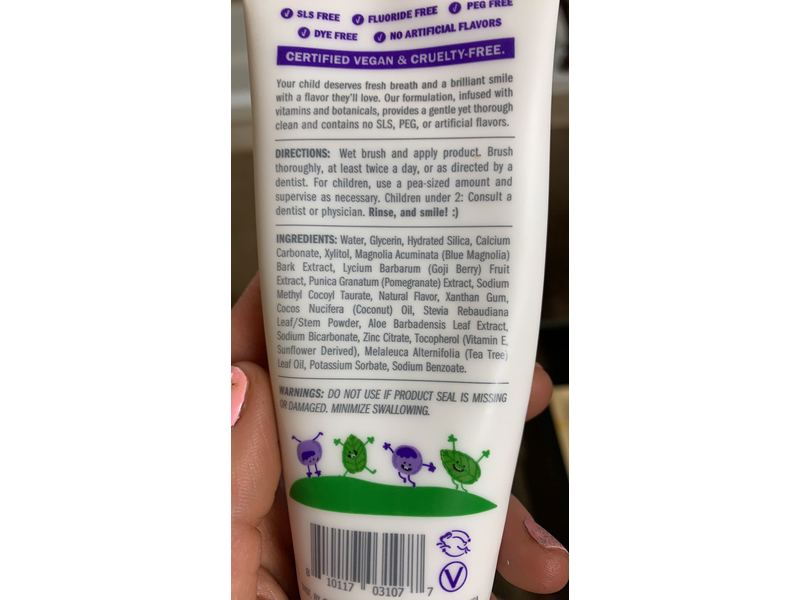 SLS FREE FLUORIDE FREE PEG FREE
DYE FREE NO ARTIFICIAL FLAVORS
CERTIFIED VEGAN & CRUELTY-FREE.
Your child deserves fresh breath and a brilliant smile
with a flavor they'll love. Our formulation, infused with
vitamins and botanicals, provides a gentle yet thorough
clean and contains no SLS, PEG, or artificial flavors.
DIRECTIONS: Wet brush and apply product. Brush
thoroughly, at least twice a day, or as directed by a
dentist. For children, use a pea-sized amount and
supervise as necessary. Children under 2: Consult a
dentist or physician. Rinse, and smile! :)
INGREDIENTS: Water, Glycerin, Hydrated Silica, Calcium
Carbonate, Xylitol, Magnolia Acuminata (Blue Magnolia)
Bark Extract, Lycium Barbarum (Goji Berry) Fruit
Extract, Punica Granatum (Pomegranate) Extract, Sodium
Methyl Cocoyl Taurate, Natural Flavor, Xanthan Gum,
Cocos Nucifera (Coconut) Oil, Stevia Rebaudiana
Leaf/Stem Powder, Aloe Barbadensis Leaf Extract,
Sodium Bicarbonate, Zinc Citrate, Tocopherol (Vitamin E,
Sunflower Derived), Melaleuca Alternifolia (Tea Tree)
Leaf Oil, Potassium Sorbate, Sodium Benzoate.
WARNINGS: DO NOT USE IF PRODUCT SEAL IS MISSING
OR DAMAGED. MINIMIZE SWALLOWING.
8 10117 03107 7
V